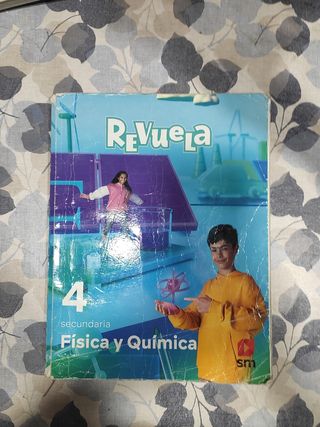 REVUELA
4
secundaria
Física y Química
sm